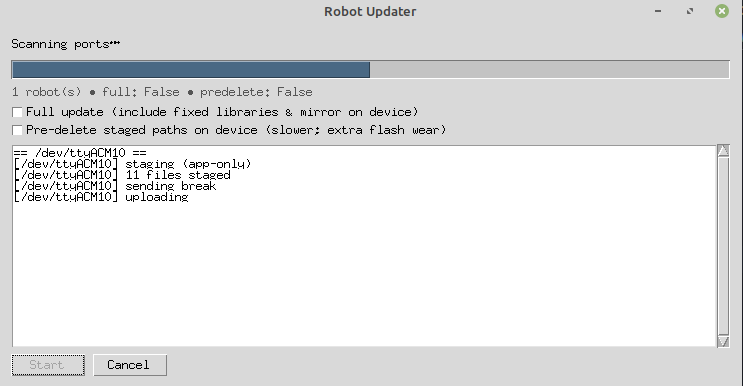 Robot Updater
Scanning ports…
1 robot(s) • full: False • predelete: False
Full update (include fixed libraries & mirror on device)
Pre-delete staged paths on device (slower; extra flash wear)
== /dev/ttyACM10 ==
[/dev/ttyACM10] staging (app-only)
[/dev/ttyACM10] 11 files staged
[/dev/ttyACM10] sending break
[/dev/ttyACM10] uploading
Start
Cancel